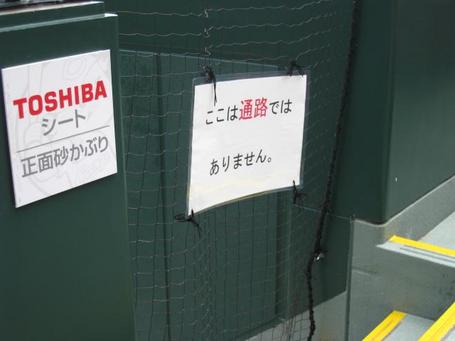 TOSHIBA
シート
正面砂かぶり
ここは通路では
ありません。